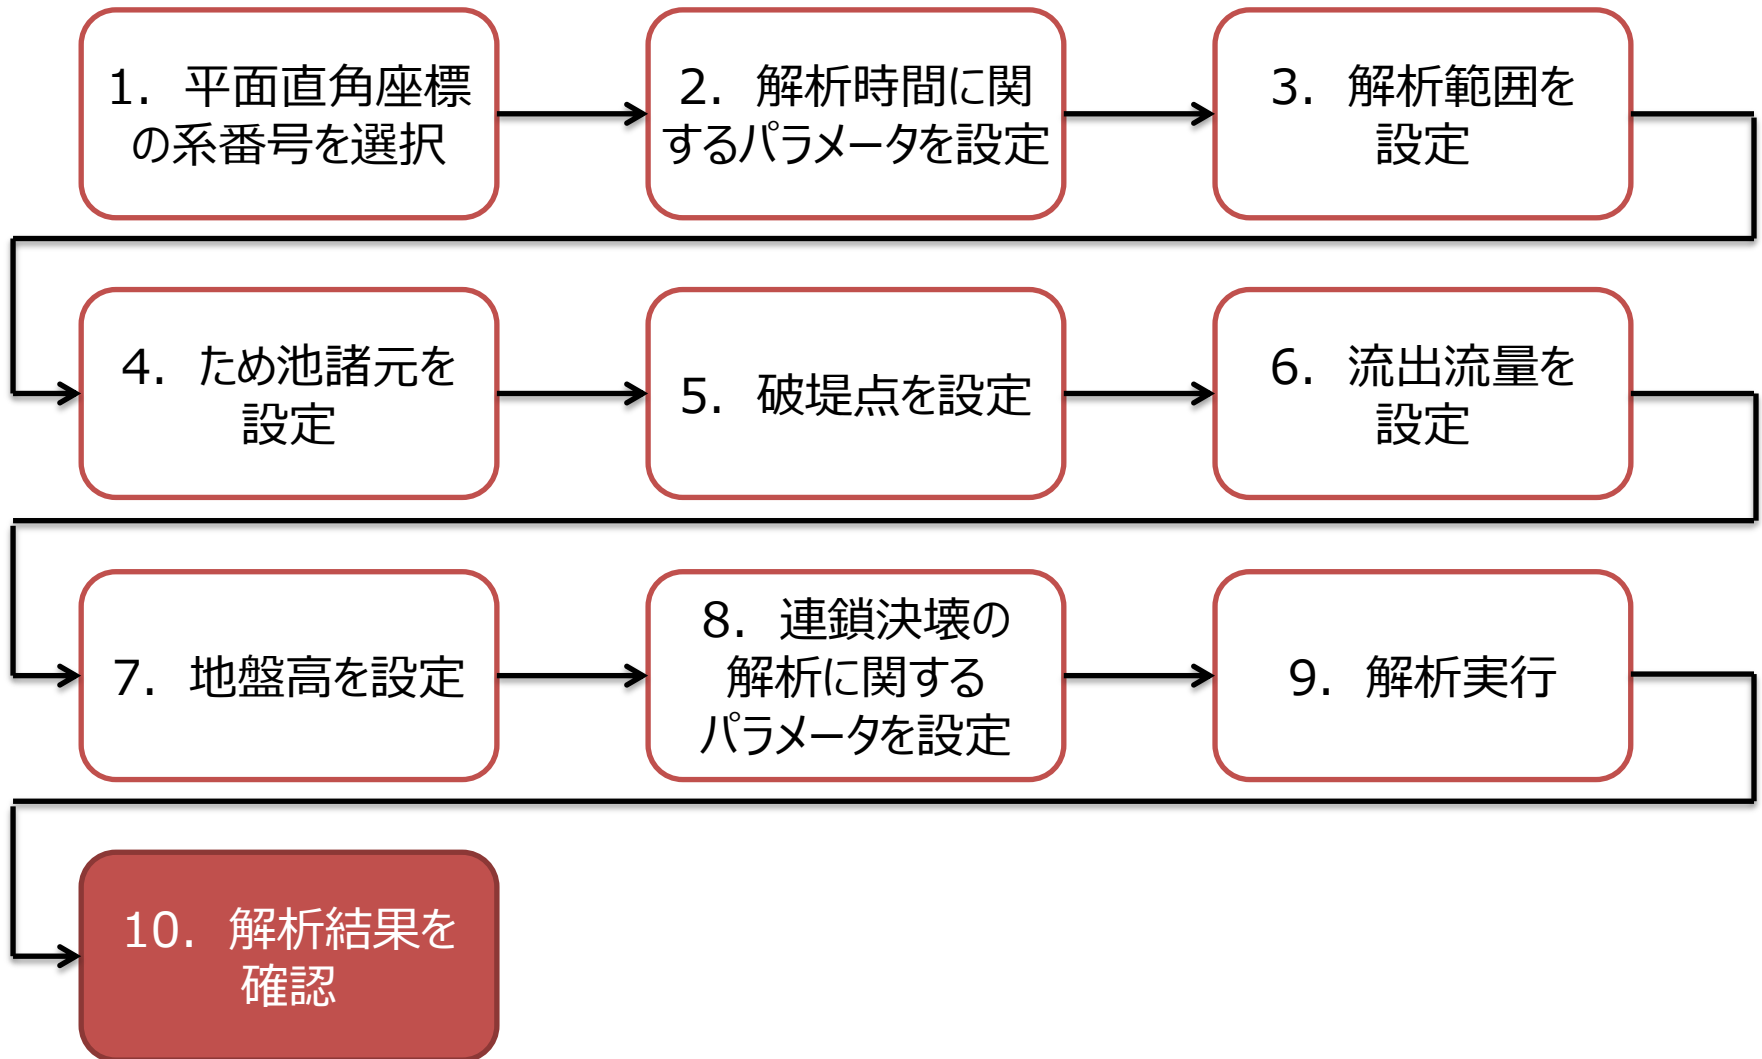 1. 平面直角座標
の系番号を選択
2. 解析時間に関
するパラメータを設定
3. 解析範囲を
設定
4. ため池諸元を
設定
5. 破堤点を設定
6. 流出流量を
設定
7. 地盤高を設定
8. 連鎖決壊の
解析に関する
パラメータを設定
9. 解析実行
10. 解析結果を
確認